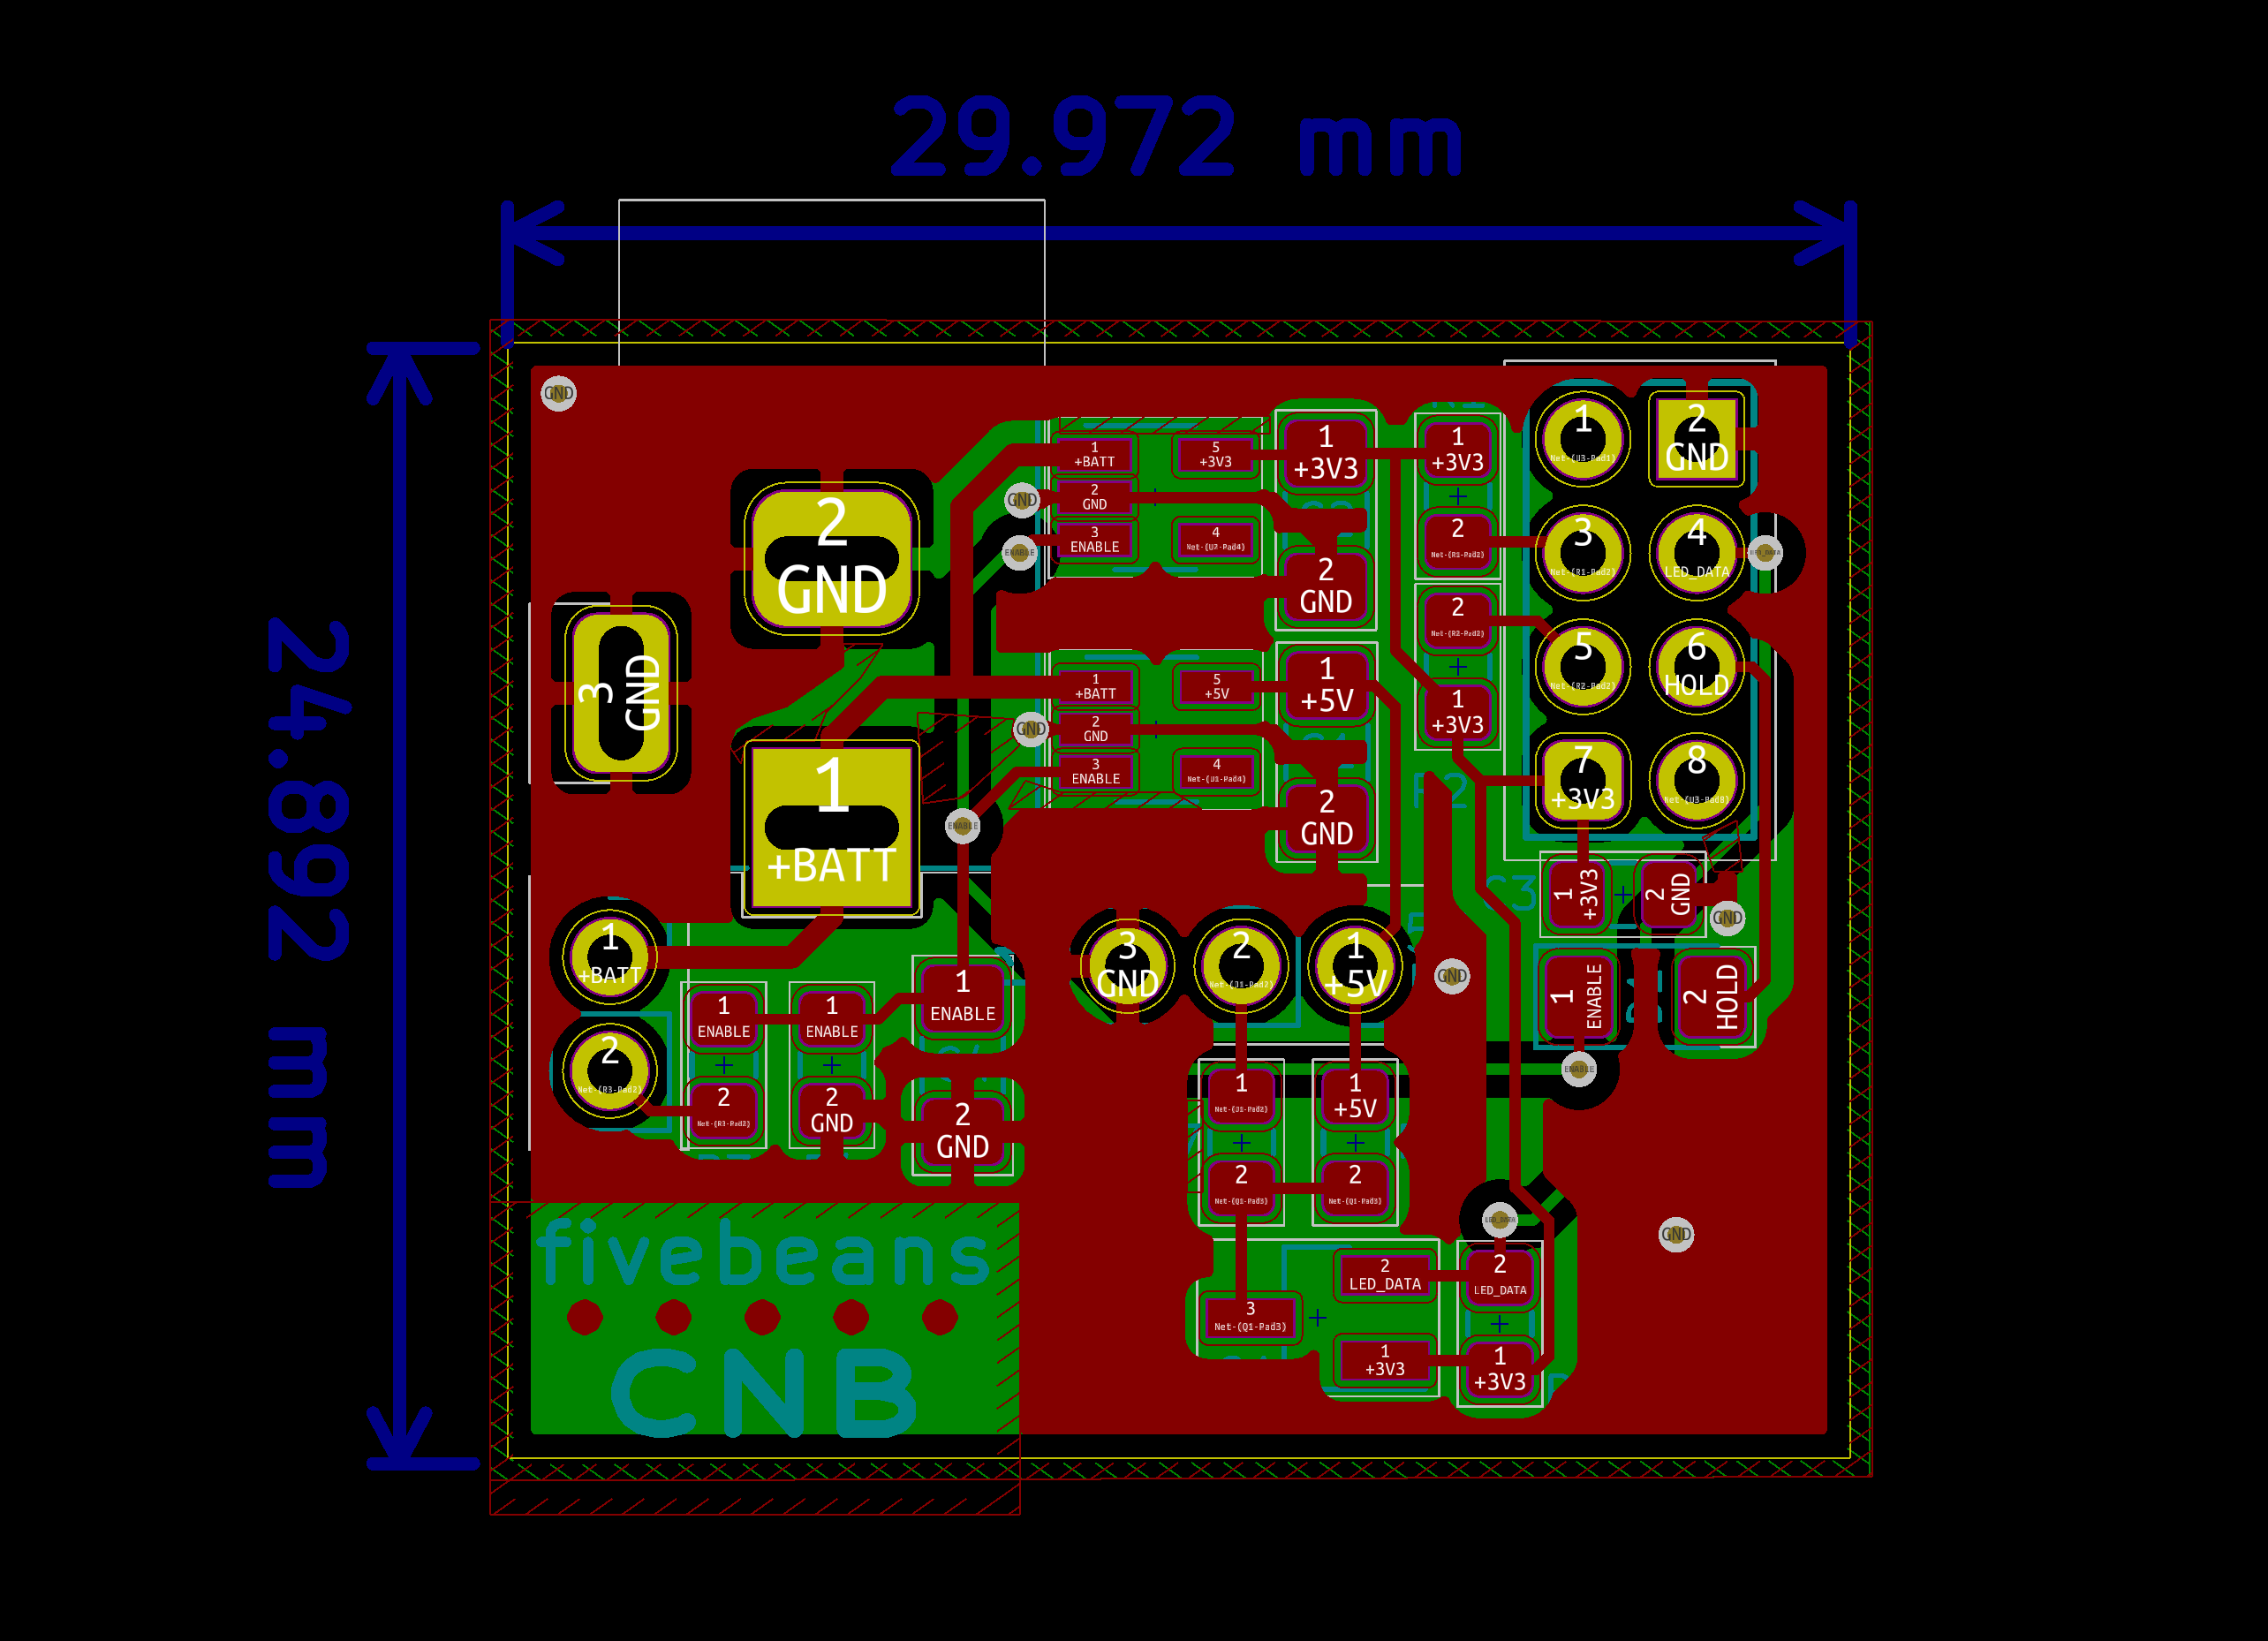 29.972 mm
24.892 mm
GND
1
+BATT
5
+3V3
1
+3V3
1
+3V3
1
Net-(U3-Pad1)
2
GND
GND
2
GND
2
GND
3
ENABLE
4
Net-(U2-Pad4)
ENABLE
2
GND
2
Net-(R1-Pad2)
3
Net-(R1-Pad2)
4
LED_DATA
LED_DATA
3
GND
2
Net-(R2-Pad2)
5
Net-(R2-Pad2)
6
HOLD
1
+BATT
5
+5V
1
+5V
1
+3V3
GND
2
GND
3
ENABLE
4
Net-(U1-Pad4)
2
GND
R2
7
+3V3
8
Net-(U3-Pad8)
1
+BATT
ENABLE
C3
1
+3V3
2
GND
GND
1
+BATT
3
GND
2
Net-(J1-Pad2)
1
+5V
GND
1
ENABLE
1
ENABLE
1
ENABLE
1
ENABLE
2
HOLD
2
Net-(R3-Pad2)
2
Net-(R3-Pad2)
2
GND
2
GND
1
Net-(J1-Pad2)
1
+5V
ENABLE
2
Net-(Q1-Pad3)
2
Net-(Q1-Pad3)
LED_DATA
GND
fivebeans
CNB
3
Net-(Q1-Pad3)
2
LED_DATA
2
LED_DATA
1
+3V3
1
+3V3